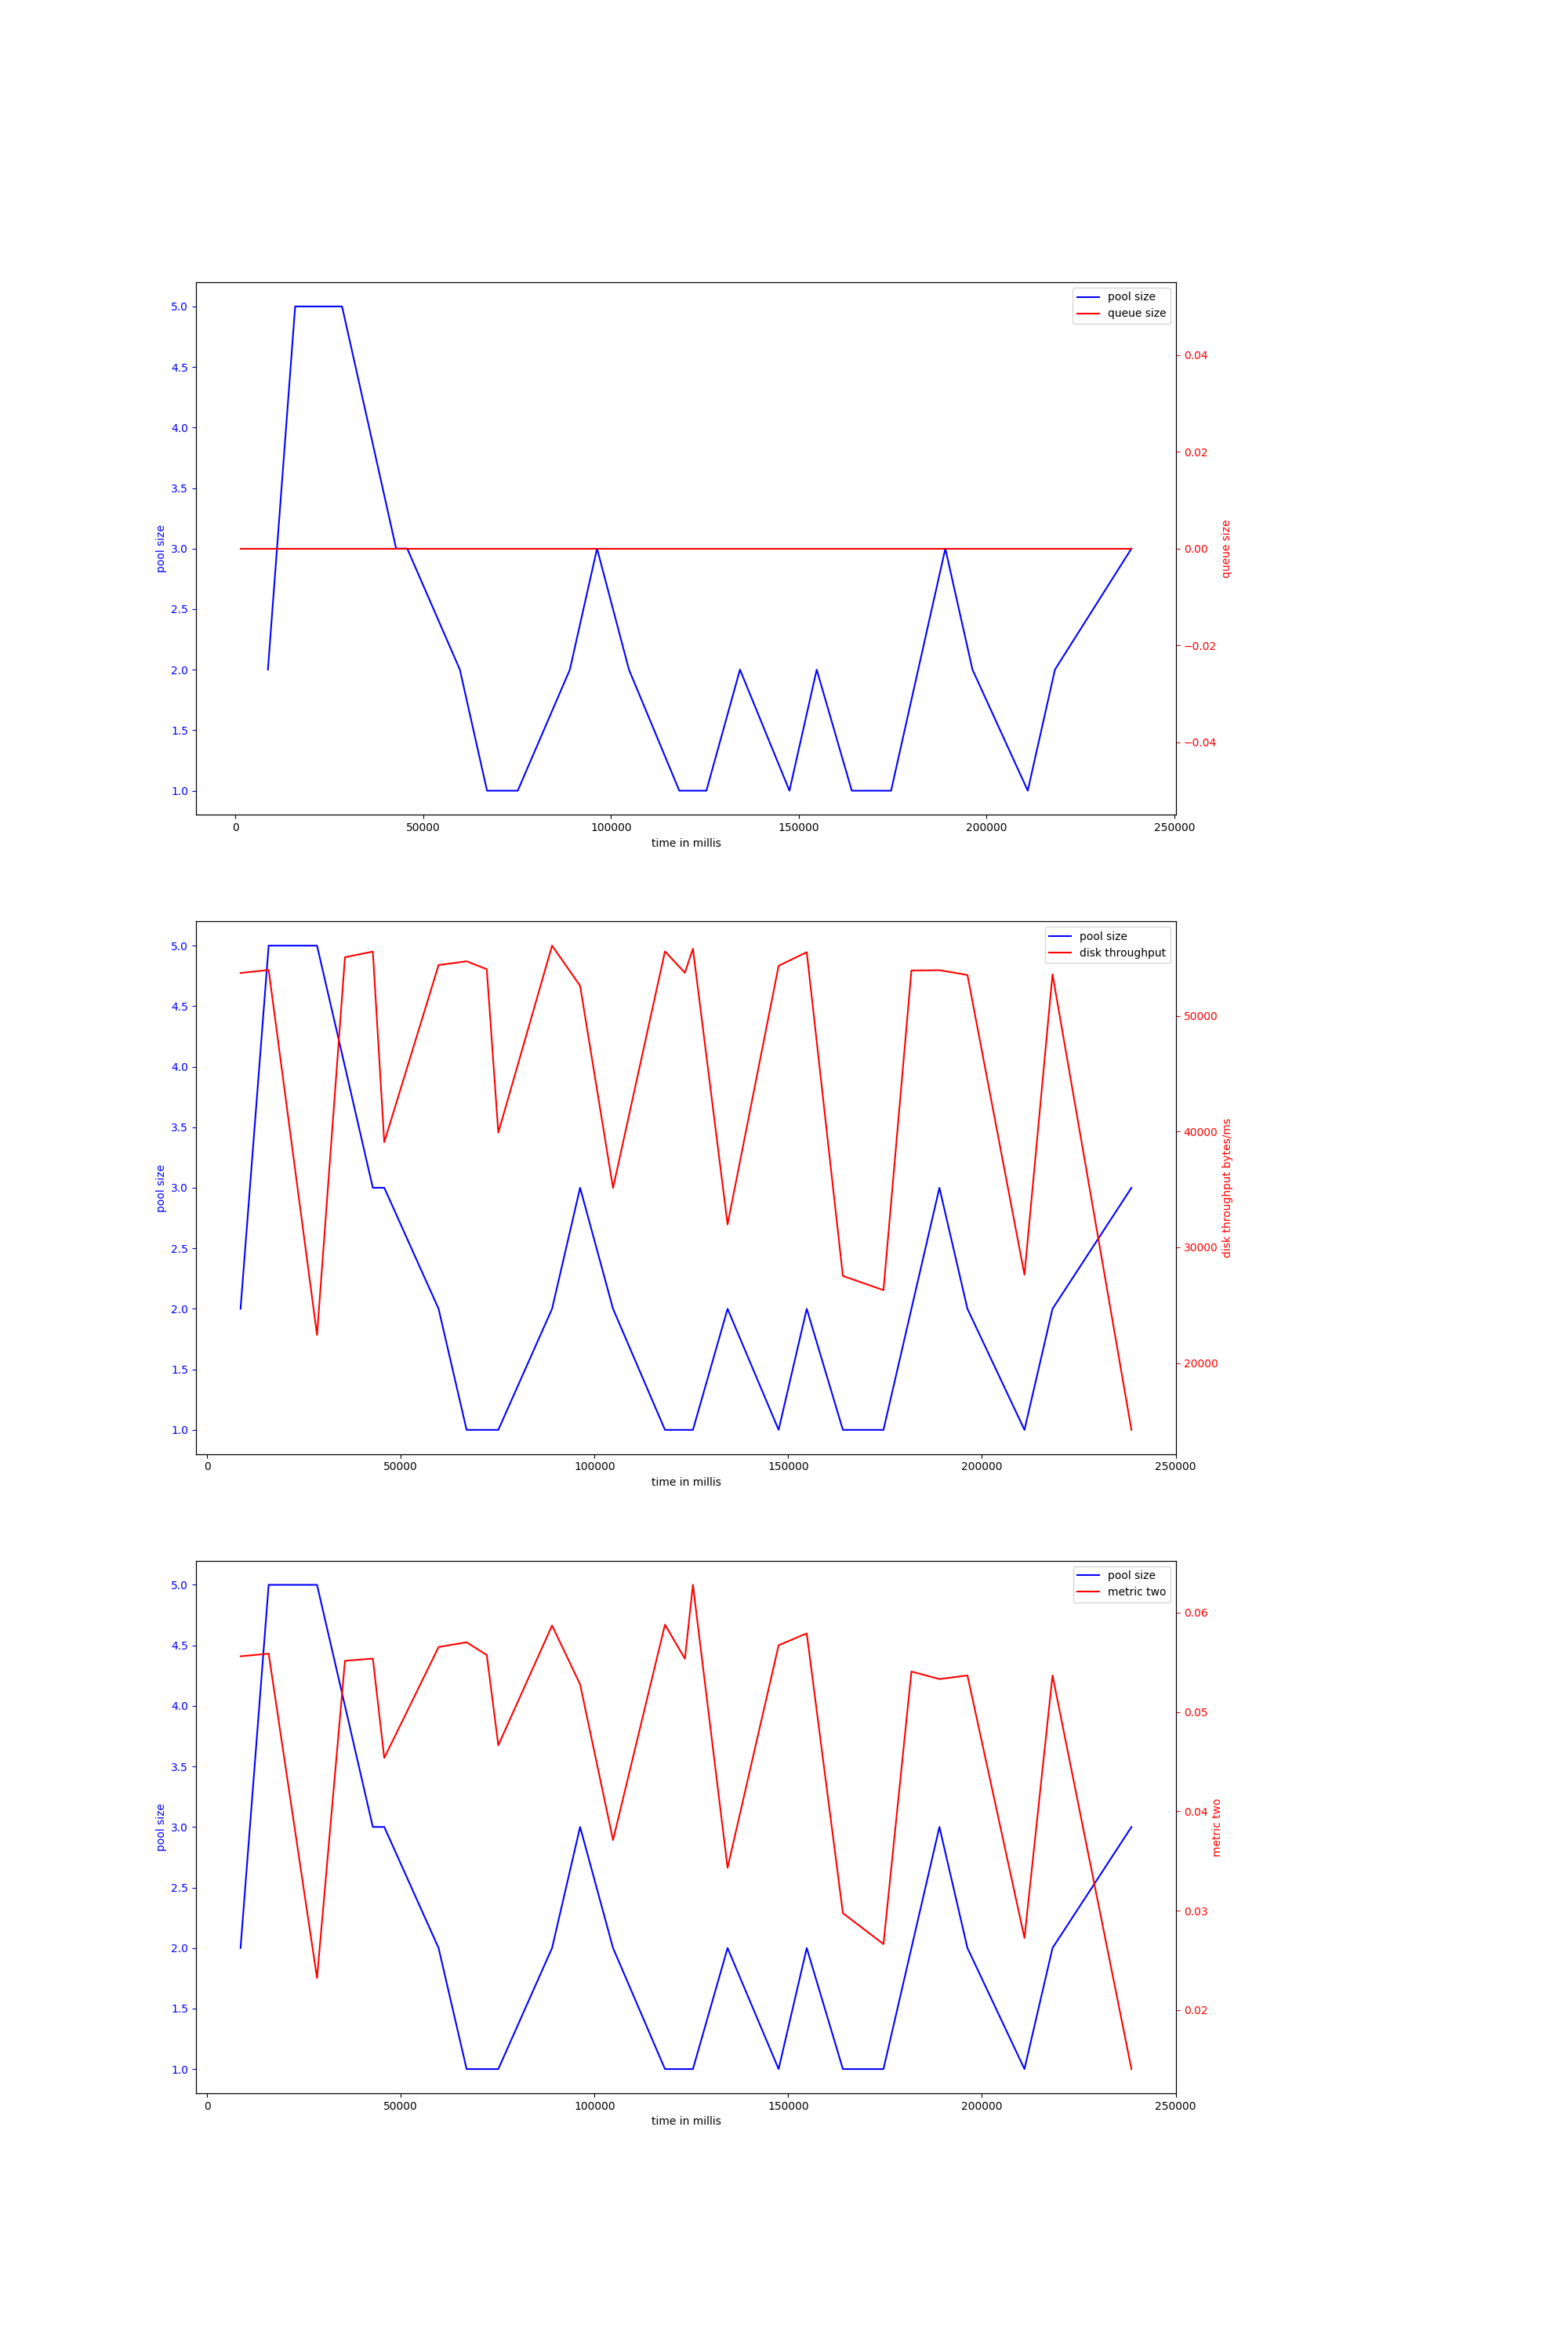 pool size
queue size
5.0
4.5
4.0
3.5
3.0
2.5
2.0
1.5
1.0
pool size
0.04
0.02
0.00
−0.02
−0.04
queue size
0 50000 100000 150000 200000 250000
time in millis
pool size
disk throughput
5.0
4.5
4.0
3.5
3.0
2.5
2.0
1.5
1.0
pool size
50000
40000
30000
20000
disk throughput bytes/ms
0 50000 100000 150000 200000 250000
time in millis
pool size
metric two
5.0
4.5
4.0
3.5
3.0
2.5
2.0
1.5
1.0
pool size
0.06
0.05
0.04
0.03
0.02
metric two
0 50000 100000 150000 200000 250000
time in millis